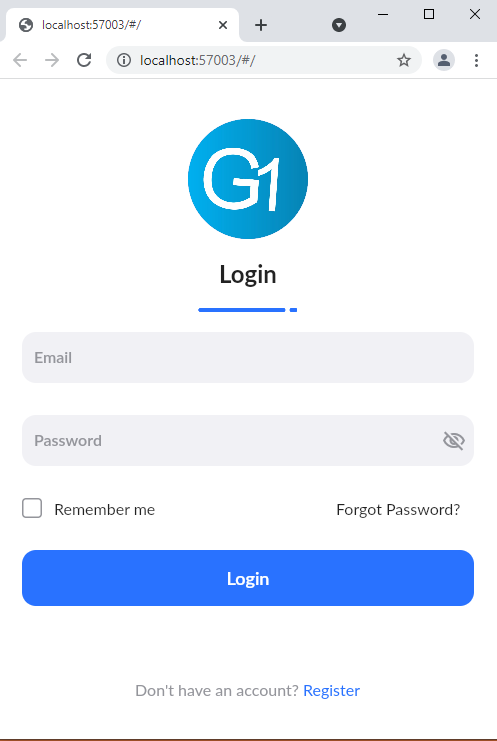 localhost:57003/#/
localhost:57003/#/
G1
Login
Email
Password
Remember me Forgot Password?
Login
Don't have an account? Register